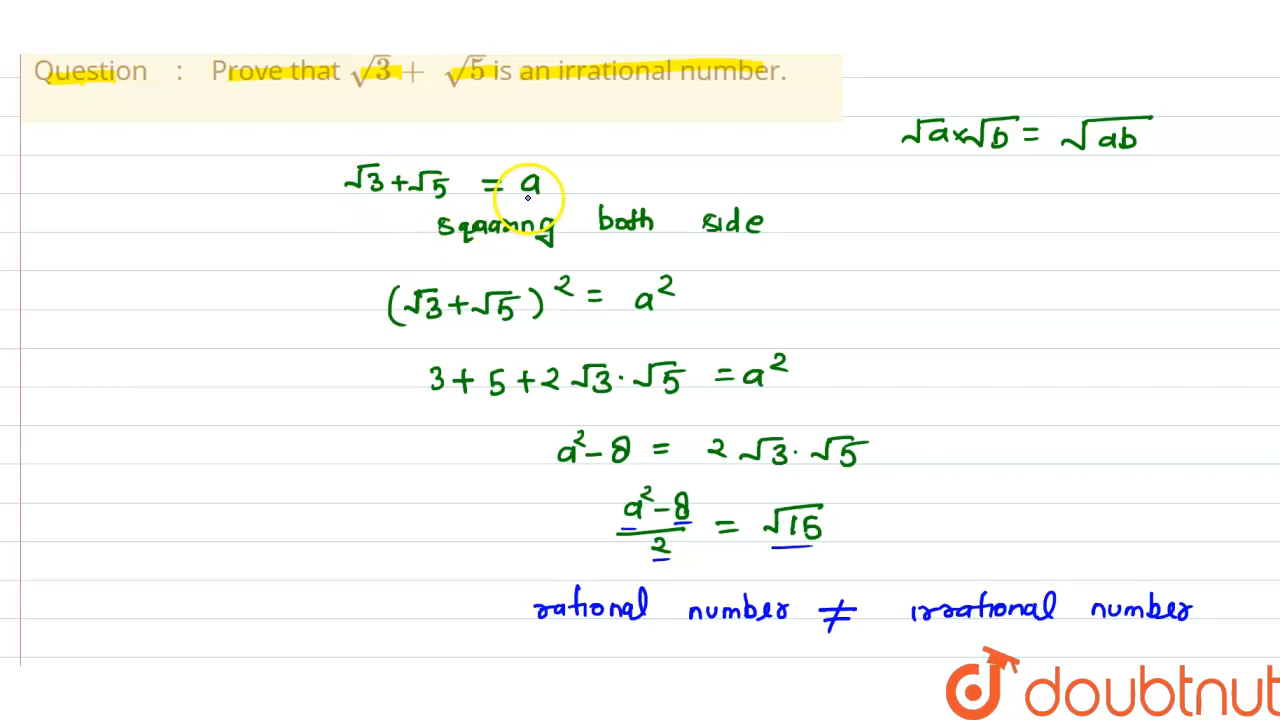 Question : Prove that √3 + √5 is an irrational number.
√a×√b = √ab
√3+√5 = a
squaring both side
(√3+√5)² = a²
3+5+2√3·√5 = a²
a²-8 = 2√3·√5
(a²-8)/2 = √15
rational number ≠ irrational number
doubtnut